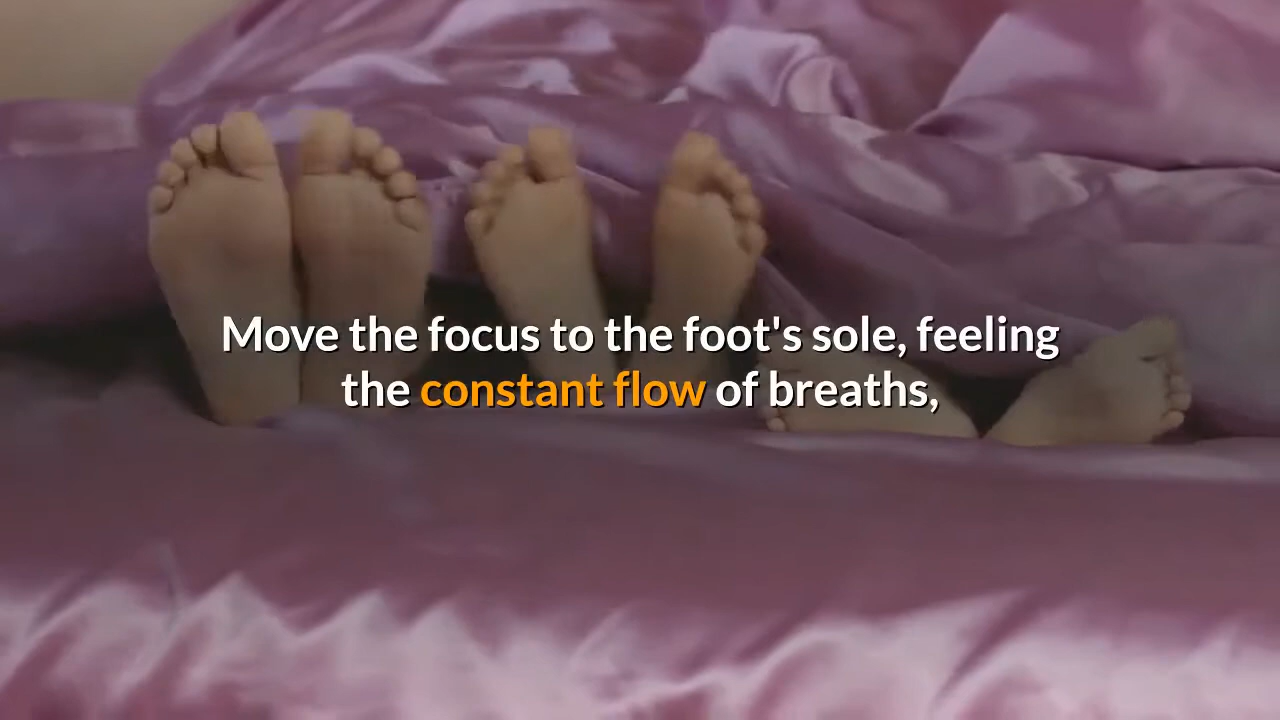 Move the focus to the foot's sole, feeling
the constant flow of breaths,